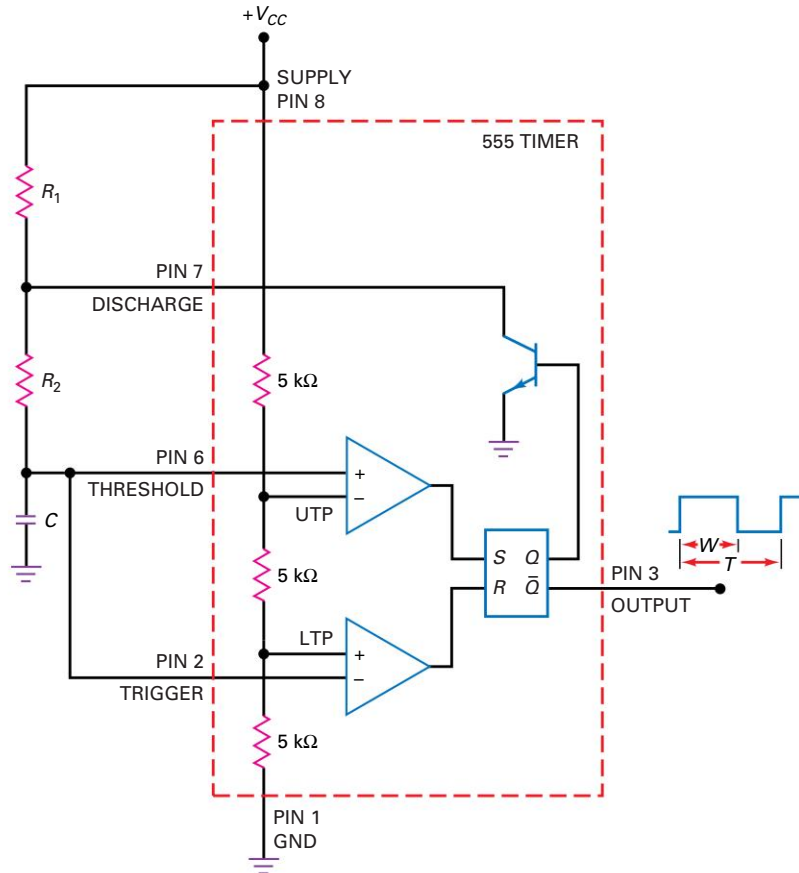 +V_CC
SUPPLY
PIN 8
555 TIMER
R₁
PIN 7
DISCHARGE
R₂
5 kΩ
PIN 6
THRESHOLD
+
−
UTP
C
5 kΩ
S Q
R Q̅
W
T
PIN 3
OUTPUT
LTP
+
−
PIN 2
TRIGGER
5 kΩ
PIN 1
GND